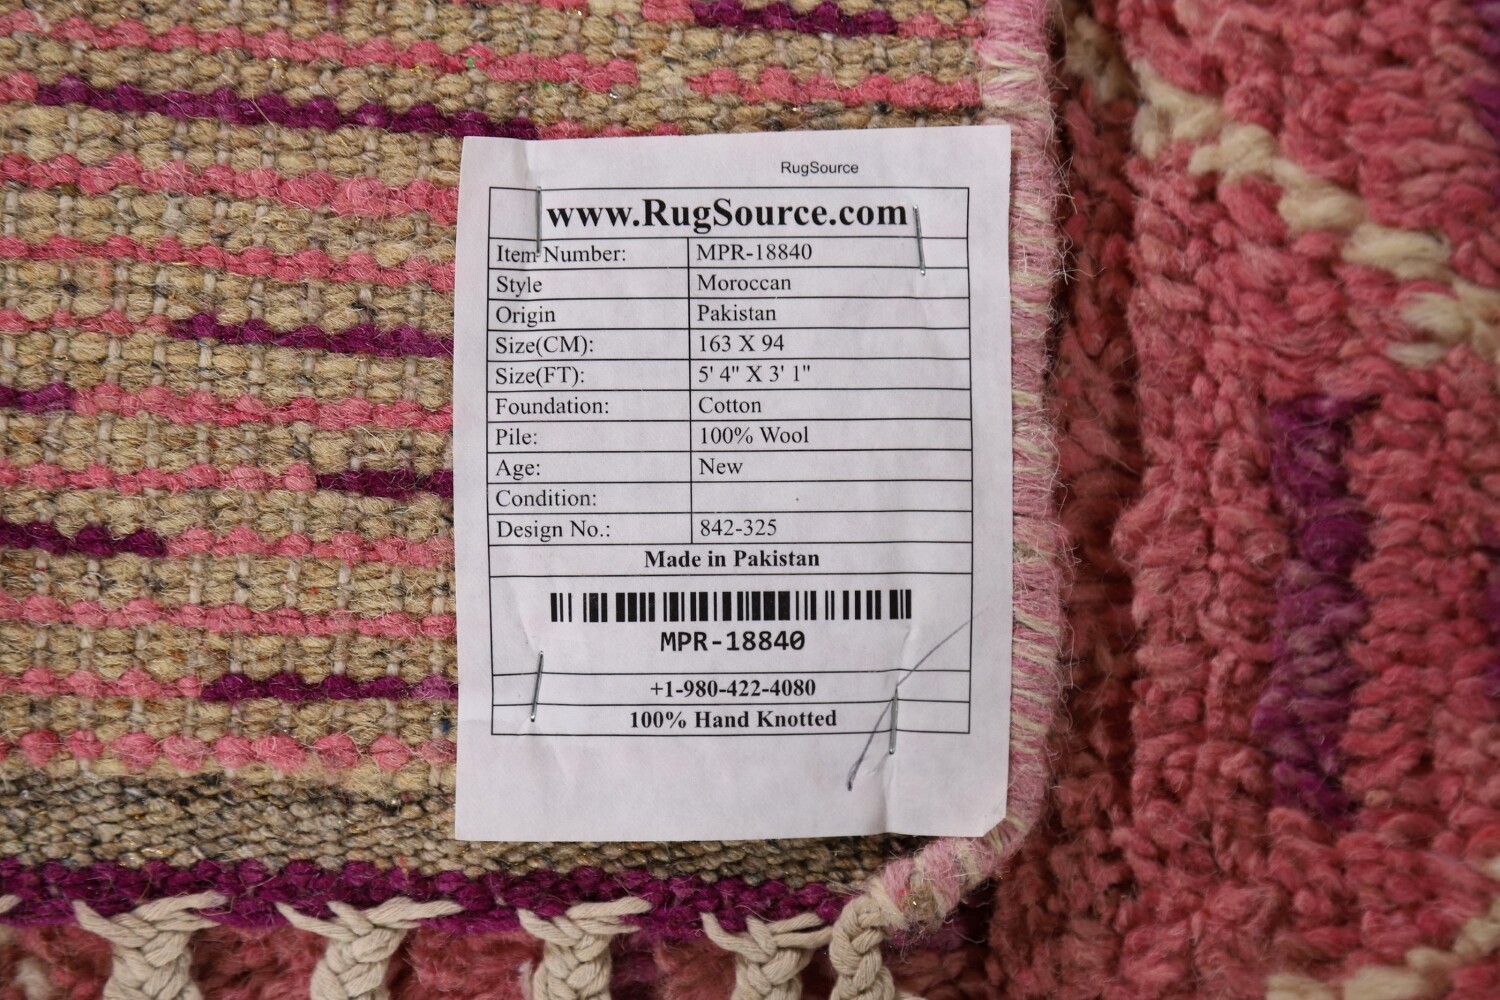 RugSource
www.RugSource.com
Item Number: MPR-18840
Style Moroccan
Origin Pakistan
Size(CM): 163 X 94
Size(FT): 5' 4" X 3' 1"
Foundation: Cotton
Pile: 100% Wool
Age: New
Condition:
Design No.: 842-325
Made in Pakistan
MPR-18840
+1-980-422-4080
100% Hand Knotted